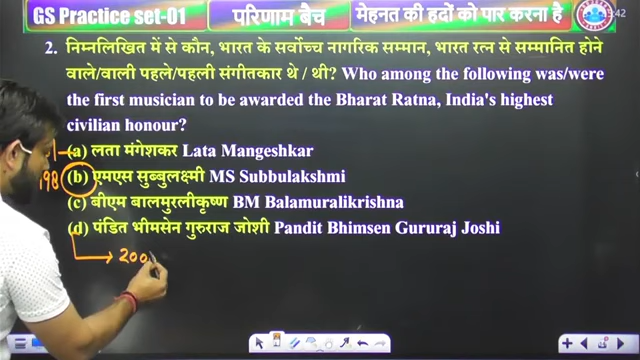 GS Practice set-01 परिणाम बैच मेहनत की हदों को पार करना है :42
2. निम्नलिखित में से कौन, भारत के सर्वोच्च नागरिक सम्मान, भारत रत्न से सम्मानित होने
वाले/वाली पहले/पहली संगीतकार थे / थी? Who among the following was/were
the first musician to be awarded the Bharat Ratna, India's highest
civilian honour?
(a) लता मंगेशकर Lata Mangeshkar
198 (b) एमएस सुब्बुलक्ष्मी MS Subbulakshmi
(c) बीएम बालमुरलीकृष्ण BM Balamuralikrishna
(d) पंडित भीमसेन गुरुराज जोशी Pandit Bhimsen Gururaj Joshi
200